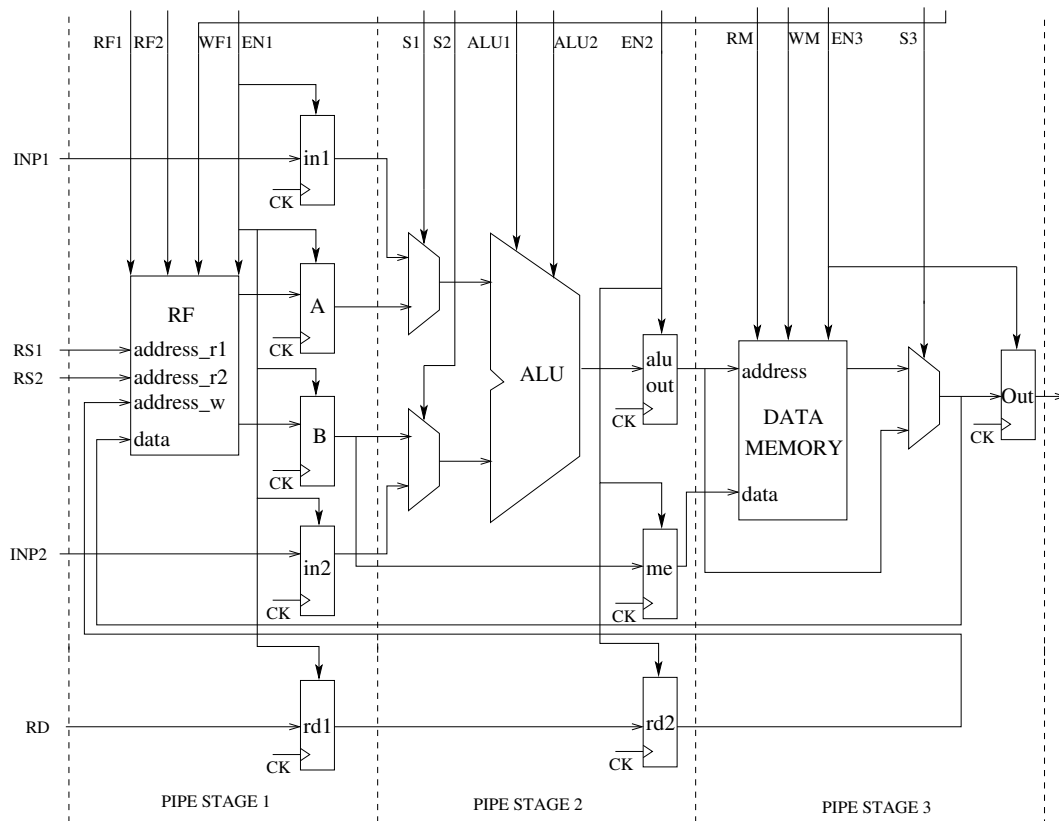 RF1 RF2 WF1 EN1 S1 S2 ALU1 ALU2 EN2 RM WM EN3 S3
INP1
in1
CK
RF
A
CK
RS1
address_r1
RS2
address_r2
address_w
data
B
CK
INP2
in2
CK
RD
rd1
CK
ALU
alu
out
CK
me
CK
rd2
CK
address
DATA
MEMORY
data
Out
CK
PIPE STAGE 1
PIPE STAGE 2
PIPE STAGE 3